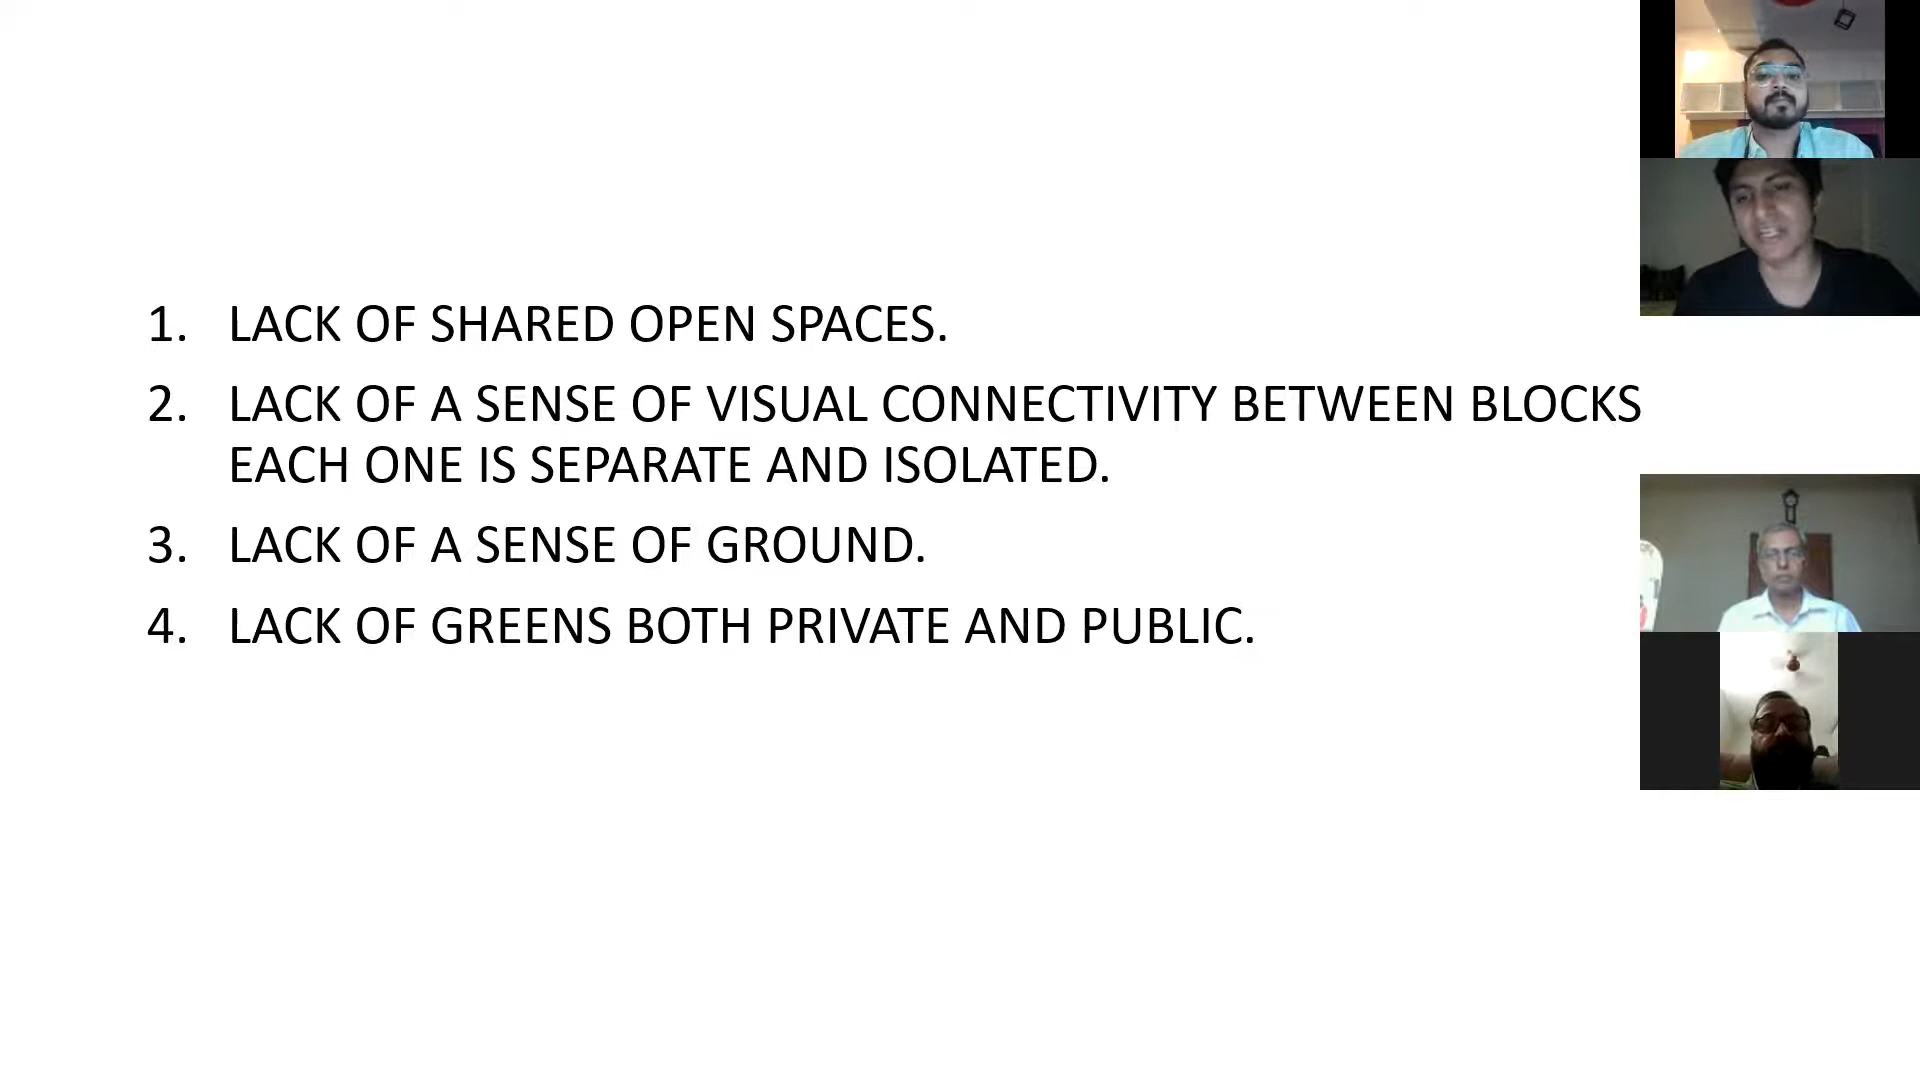 1. LACK OF SHARED OPEN SPACES.
2. LACK OF A SENSE OF VISUAL CONNECTIVITY BETWEEN BLOCKS
EACH ONE IS SEPARATE AND ISOLATED.
3. LACK OF A SENSE OF GROUND.
4. LACK OF GREENS BOTH PRIVATE AND PUBLIC.